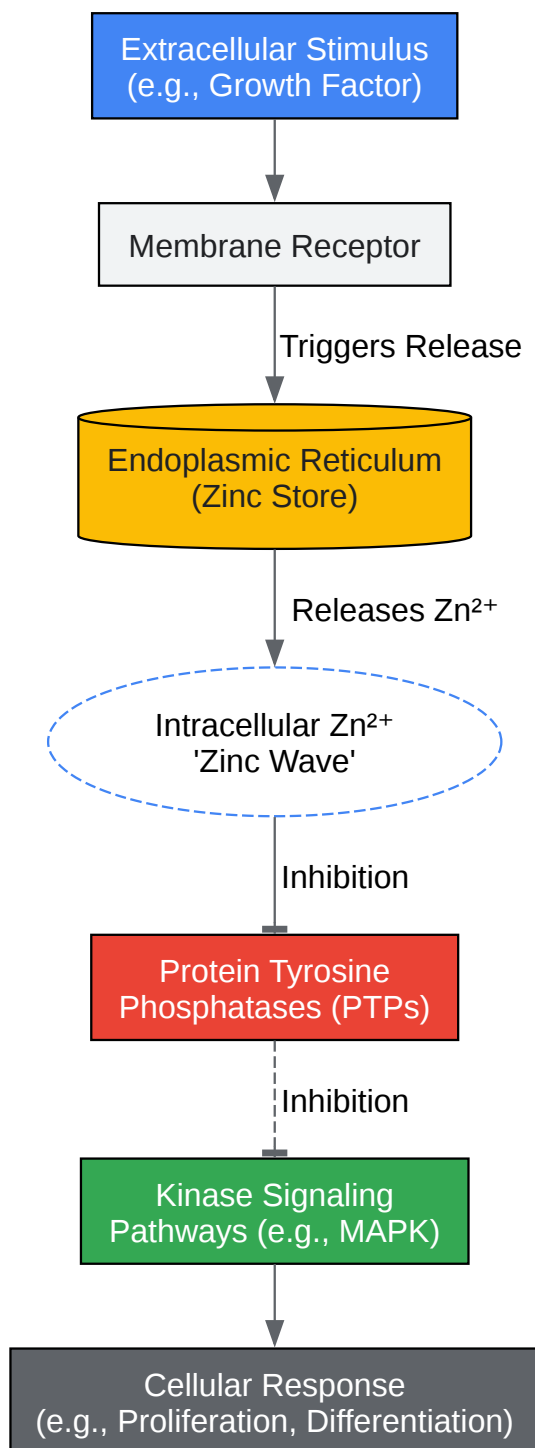 Extracellular Stimulus
(e.g., Growth Factor)
Membrane Receptor
Triggers Release
Endoplasmic Reticulum
(Zinc Store)
Releases Zn²⁺
Intracellular Zn²⁺
'Zinc Wave'
Inhibition
Protein Tyrosine
Phosphatases (PTPs)
Inhibition
Kinase Signaling
Pathways (e.g., MAPK)
Cellular Response
(e.g., Proliferation, Differentiation)